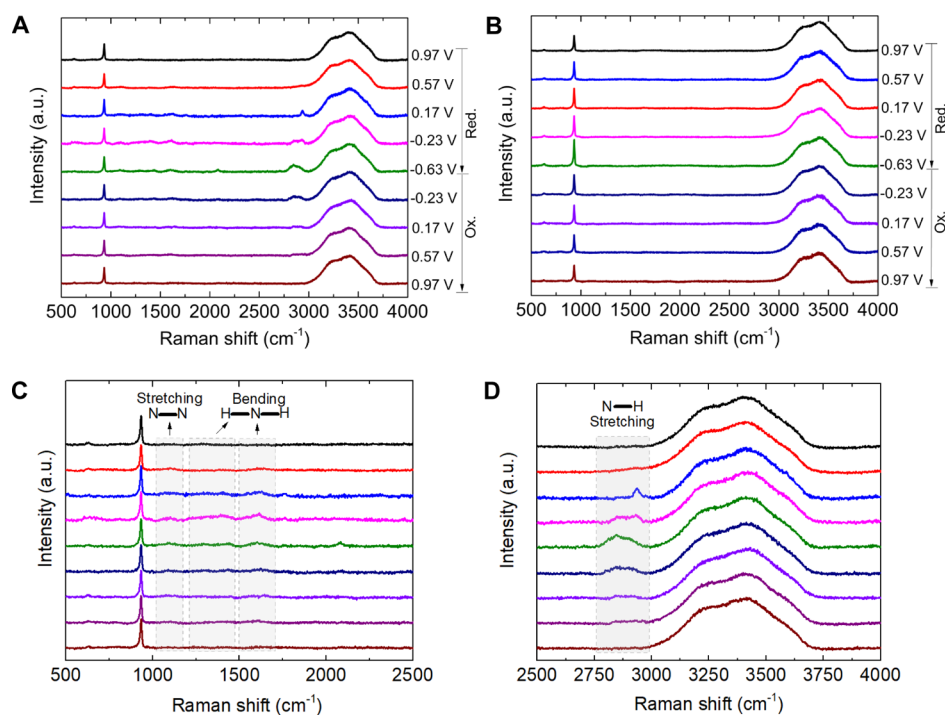 A
0.97 V
0.57 V
0.17 V
-0.23 V
-0.63 V
-0.23 V
0.17 V
0.57 V
0.97 V
Red.
Ox.
Intensity (a.u.)
500 1000 1500 2000 2500 3000 3500 4000
Raman shift (cm-1)
B
0.97 V
0.57 V
0.17 V
-0.23 V
-0.63 V
-0.23 V
0.17 V
0.57 V
0.97 V
Red.
Ox.
Intensity (a.u.)
500 1000 1500 2000 2500 3000 3500 4000
Raman shift (cm-1)
C
Stretching Bending
N N H N H
Intensity (a.u.)
500 1000 1500 2000 2500
Raman shift (cm-1)
D
N H
Stretching
Intensity (a.u.)
2500 2750 3000 3250 3500 3750 4000
Raman shift (cm-1)